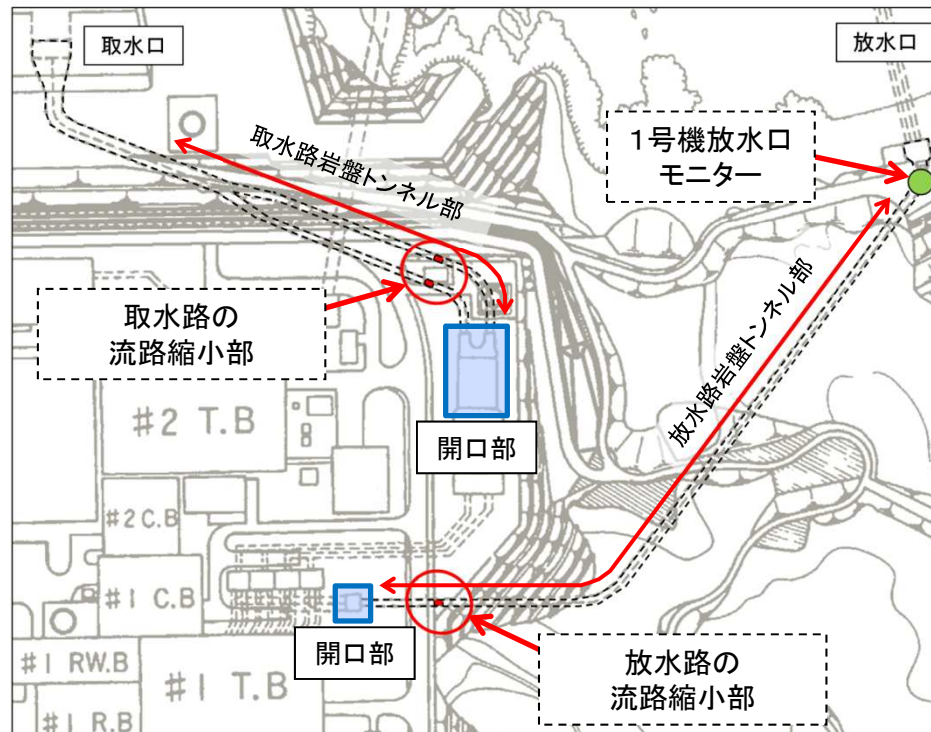 取水口
放水口
1号機放水口
モニター
取水路岩盤トンネル部
取水路の
流路縮小部
放水路岩盤トンネル部
#2 T.B
開口部
#2 C.B
#1 C.B
開口部
#1 RW.B
#1 T.B
放水路の
流路縮小部
#1 R.B